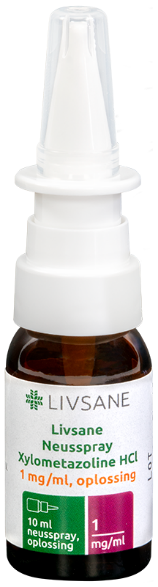 LIVSANE
Livsane
Neusspray
Xylometazoline HCl
1 mg/ml, oplossing
10 ml
neusspray,
oplossing
1
mg/ml
LOT